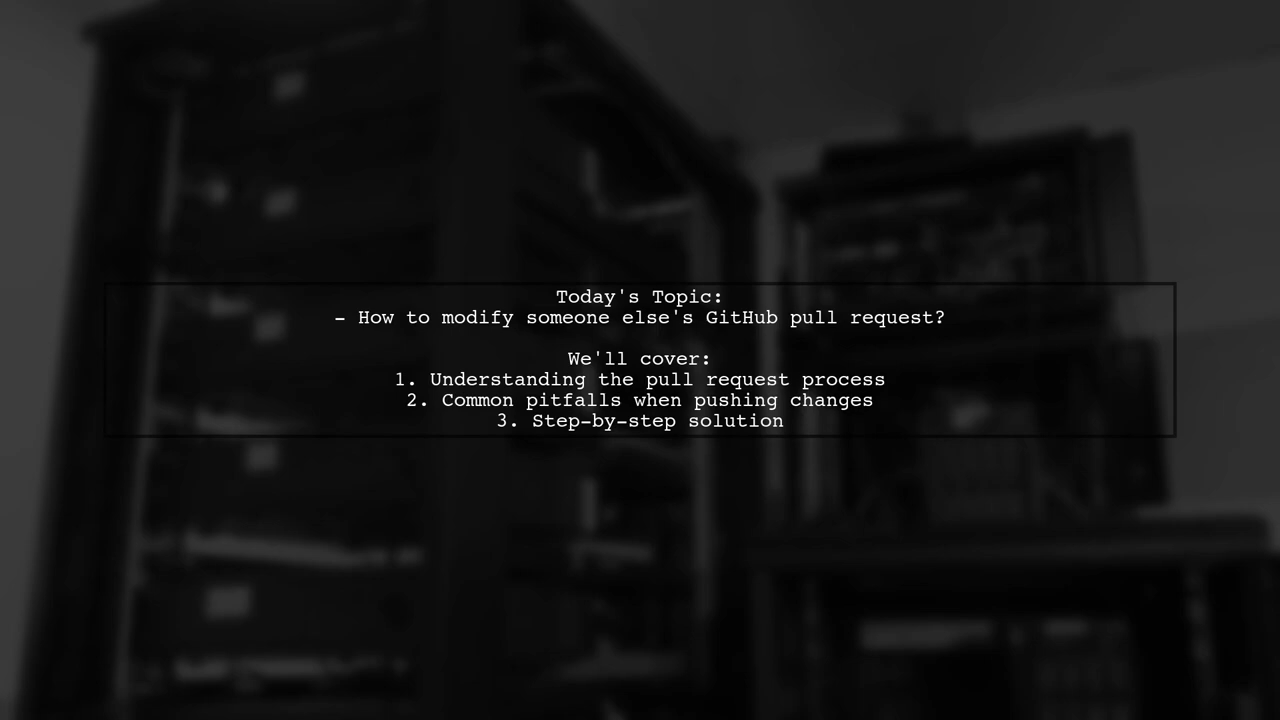 Today's Topic:
- How to modify someone else's GitHub pull request?
We'll cover:
1. Understanding the pull request process
2. Common pitfalls when pushing changes
3. Step-by-step solution